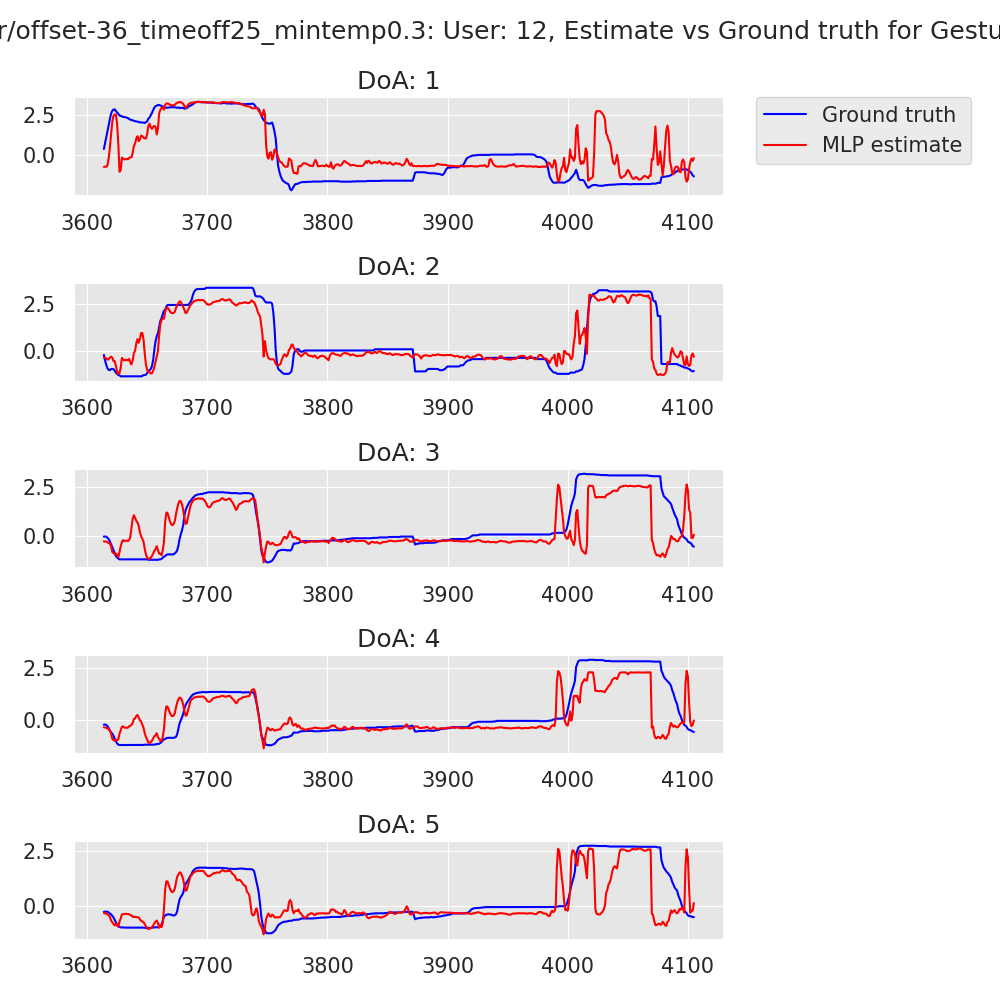 r/offset-36_timeoff25_mintemp0.3: User: 12, Estimate vs Ground truth for Gestu
DoA: 1
2.5
0.0
3600 3700 3800 3900 4000 4100
Ground truth
MLP estimate
DoA: 2
2.5
0.0
3600 3700 3800 3900 4000 4100
DoA: 3
2.5
0.0
3600 3700 3800 3900 4000 4100
DoA: 4
2.5
0.0
3600 3700 3800 3900 4000 4100
DoA: 5
2.5
0.0
3600 3700 3800 3900 4000 4100